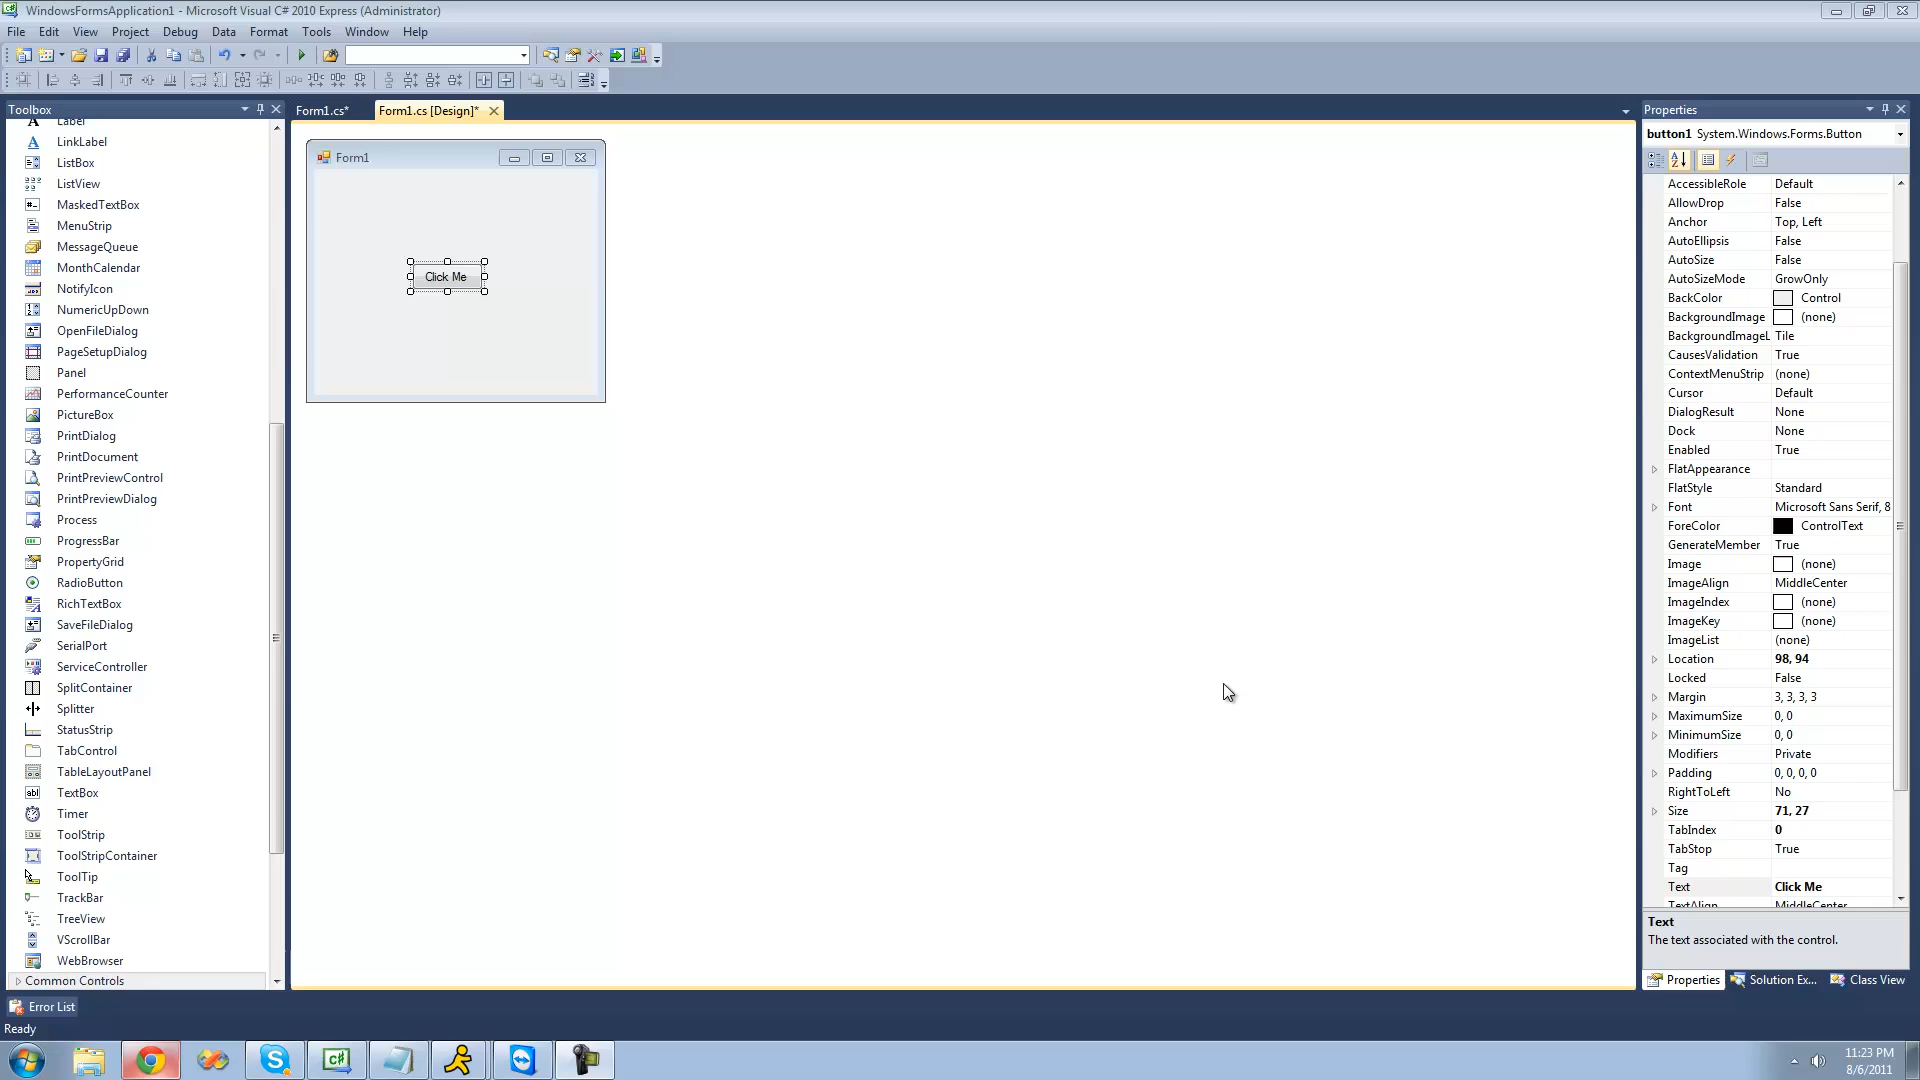 WindowsFormsApplication1 - Microsoft Visual C# 2010 Express (Administrator)
File Edit View Project Debug Data Format Tools Window Help
Toolbox
Label
LinkLabel
ListBox
ListView
MaskedTextBox
MenuStrip
MessageQueue
MonthCalendar
NotifyIcon
NumericUpDown
OpenFileDialog
PageSetupDialog
Panel
PerformanceCounter
PictureBox
PrintDialog
PrintDocument
PrintPreviewControl
PrintPreviewDialog
Process
ProgressBar
PropertyGrid
RadioButton
RichTextBox
SaveFileDialog
SerialPort
ServiceController
SplitContainer
Splitter
StatusStrip
TabControl
TableLayoutPanel
TextBox
Timer
ToolStrip
ToolStripContainer
ToolTip
TrackBar
TreeView
VScrollBar
WebBrowser
Common Controls
Form1.cs* Form1.cs [Design]*
Form1
Click Me
Properties
button1 System.Windows.Forms.Button
AccessibleRole Default
AllowDrop False
Anchor Top, Left
AutoEllipsis False
AutoSize False
AutoSizeMode GrowOnly
BackColor Control
BackgroundImage (none)
BackgroundImageL Tile
CausesValidation True
ContextMenuStrip (none)
Cursor Default
DialogResult None
Dock None
Enabled True
FlatAppearance
FlatStyle Standard
Font Microsoft Sans Serif, 8
ForeColor ControlText
GenerateMember True
Image (none)
ImageAlign MiddleCenter
ImageIndex (none)
ImageKey (none)
ImageList (none)
Location 98, 94
Locked False
Margin 3, 3, 3, 3
MaximumSize 0, 0
MinimumSize 0, 0
Modifiers Private
Padding 0, 0, 0, 0
RightToLeft No
Size 71, 27
TabIndex 0
TabStop True
Tag
Text Click Me
TextAlign MiddleCenter
Text
The text associated with the control.
Properties Solution Ex... Class View
Error List
Ready
11:23 PM
8/6/2011